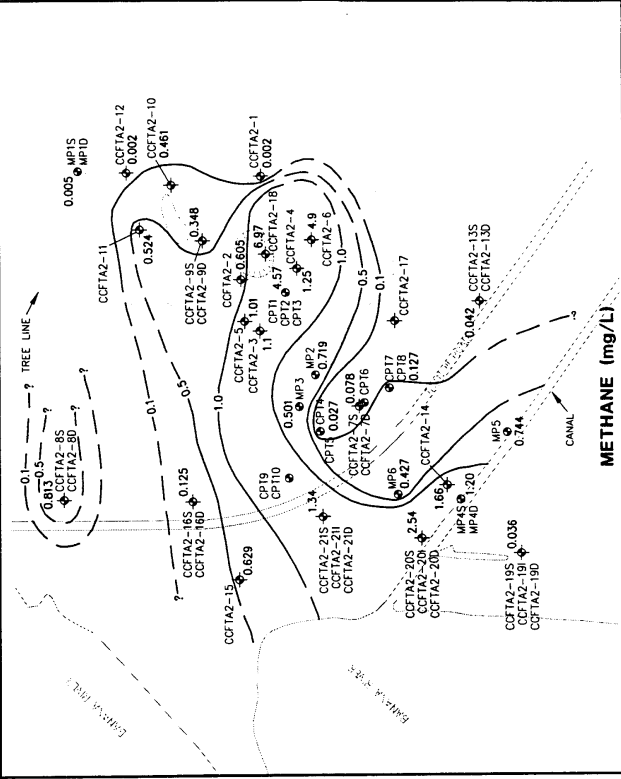 TREE LINE
0.005 MP1S
MP1D
CCFTA2-12
0.002
CCFTA2-10
0.461
CCFTA2-11
0.524
0.348
CCFTA2-9S
CCFTA2-9D
CCFTA2-1
0.002
0.1
0.5
0.813
CCFTA2-8S
CCFTA2-8D
?
?
CCFTA2-2
0.605
6.97
CCFTA2-18
CCFTA2-4
1.25
4.57
CPT1
CPT2
CPT3
4.9
CCFTA2-6
CCFTA2-5
1.01
CCFTA2-3
1.1
1.0
0.5
0.1
0.1
0.5
1.0
?
0.125
CCFTA2-16S
CCFTA2-16D
CCFTA2-15
0.629
MP2
0.719
MP3
0.501
CPT4
0.027
CPT5
0.078
CCFTA2-7S
CCFTA2-7D
CPT6
CPT7
CPT8
0.127
CCFTA2-17
CCFTA2-13S
CCFTA2-13D
0.042
?
CPT9
CPT10
1.34
CCFTA2-21S
CCFTA2-21I
CCFTA2-21D
MP6
0.427
CCFTA2-14
1.66
MP4S
MP4D
1.20
MP5
0.744
?
CANAL
2.54
CCFTA2-20S
CCFTA2-20I
CCFTA2-20D
0.036
CCFTA2-19S
CCFTA2-19I
CCFTA2-19D
BANANA RIVER
METHANE (mg/L)